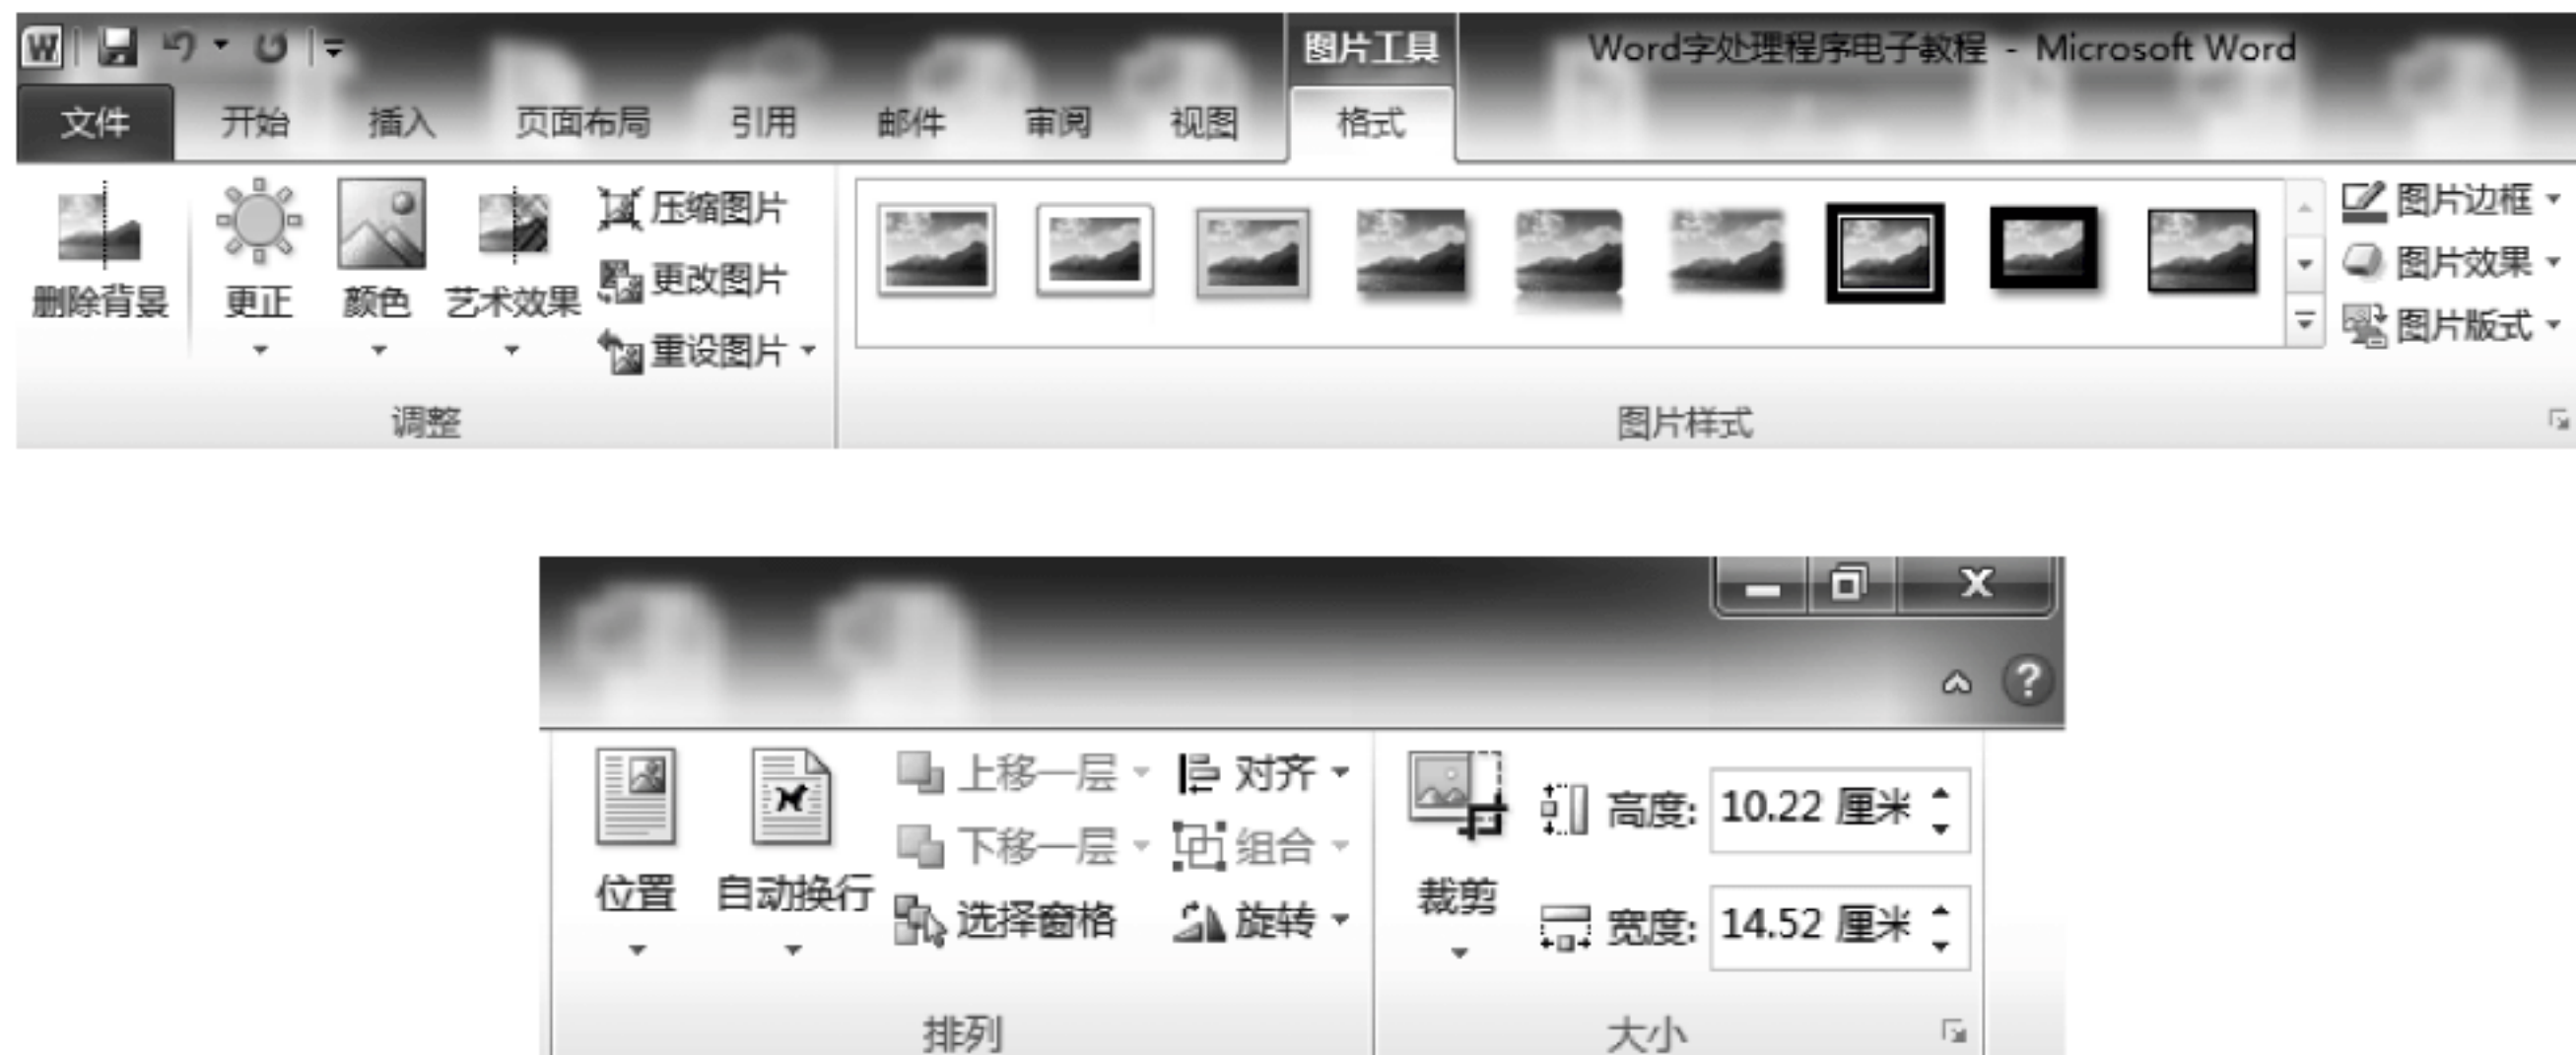 图片工具 Word字处理程序电子教程 - Microsoft Word
文件 开始 插入 页面布局 引用 邮件 审阅 视图 格式
删除背景 更正 颜色 艺术效果 压缩图片 更改图片 重设图片
图片边框
图片效果
图片版式
调整 图片样式
位置 自动换行 上移一层 对齐
下移一层 组合
选择窗格 旋转
裁剪 高度: 10.22 厘米
宽度: 14.52 厘米
排列 大小